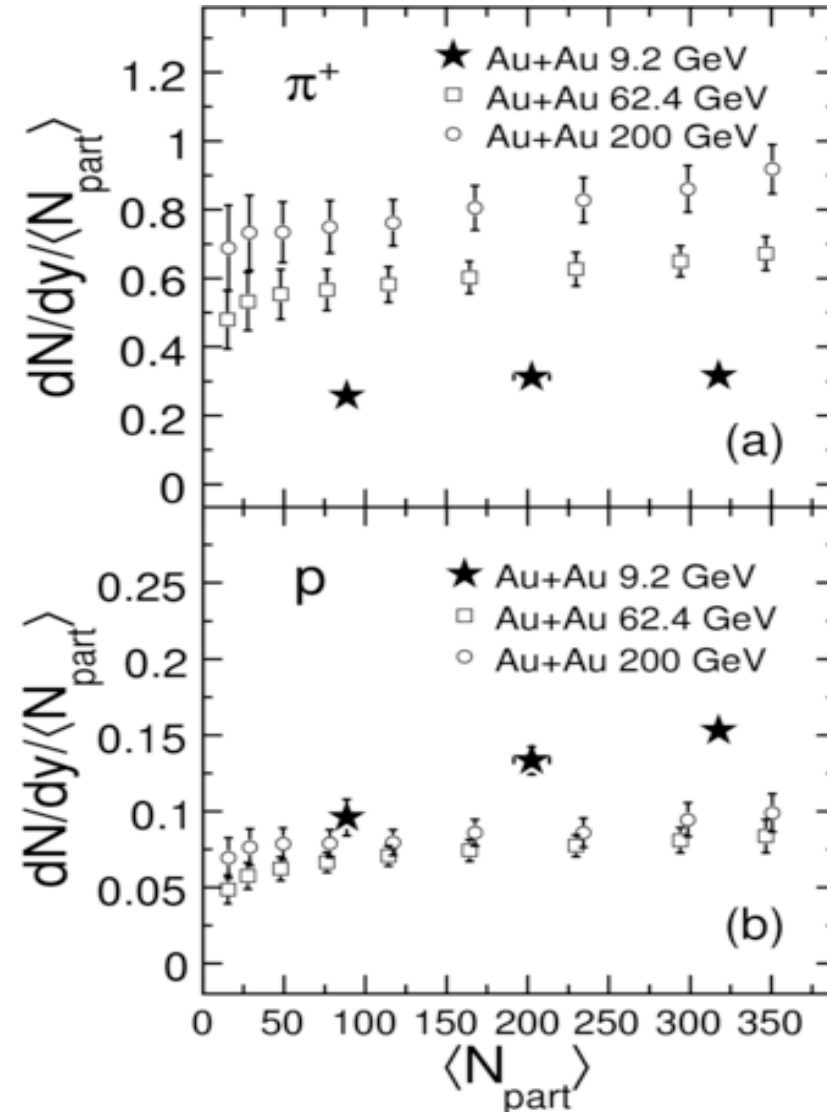 π+
★ Au+Au 9.2 GeV
□ Au+Au 62.4 GeV
○ Au+Au 200 GeV
1.2
1
0.8
0.6
0.4
0.2
0
dN/dy/⟨N_part⟩
(a)
p
★ Au+Au 9.2 GeV
□ Au+Au 62.4 GeV
○ Au+Au 200 GeV
0.25
0.2
0.15
0.1
0.05
0
dN/dy/⟨N_part⟩
(b)
0 50 100 150 200 250 300 350
⟨N_part⟩